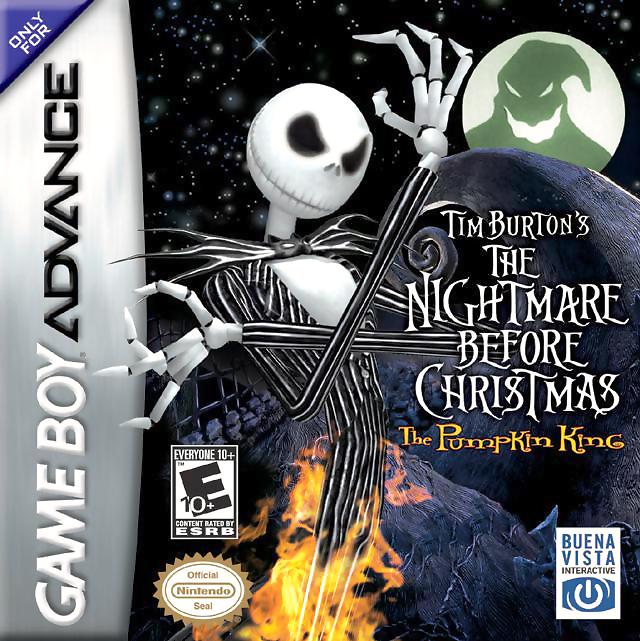 ONLY
FOR
GAME BOY ADVANCE
TIM BURTON'S
THE
NIGHTMARE
BEFORE
CHRISTMAS
The Pumpkin King
EVERYONE 10+
TM
E
10+
CONTENT RATED BY
ESRB
Official
Nintendo
Seal
BUENA
VISTA
INTERACTIVE